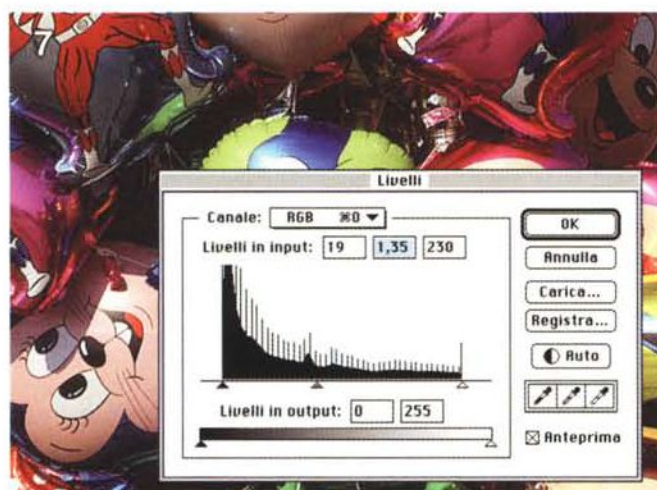 7
Livelli
Canale: RGB ⌘0
Livelli in input: 19 1,35 230
OK
Annulla
Carica...
Registra...
Auto
Livelli in output: 0 255
Anteprima